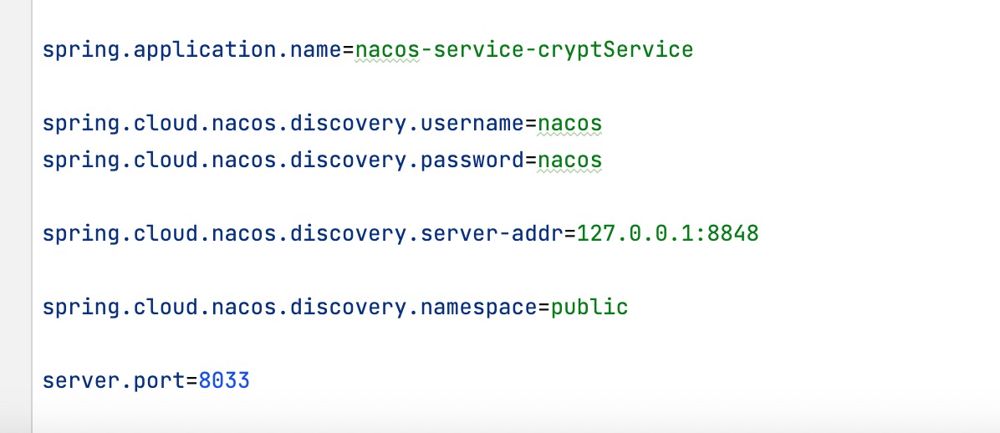 spring.application.name=nacos-service-cryptService
spring.cloud.nacos.discovery.username=nacos
spring.cloud.nacos.discovery.password=nacos
spring.cloud.nacos.discovery.server-addr=127.0.0.1:8848
spring.cloud.nacos.discovery.namespace=public
server.port=8033